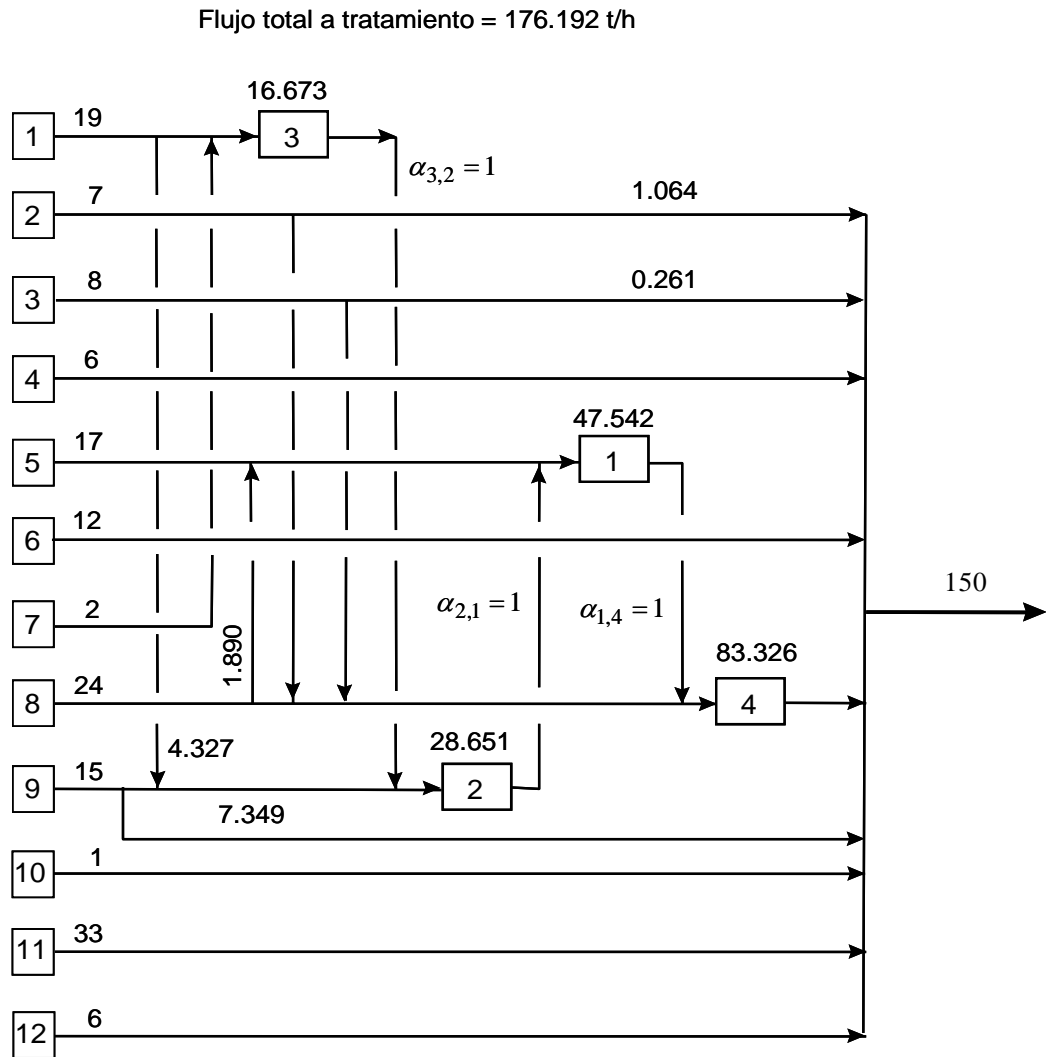 Flujo total a tratamiento = 176.192 t/h
16.673
1 19 3
α3,2 = 1
2 7 1.064
3 8 0.261
4 6
47.542
5 17 1
6 12
150
7 2 α2,1 = 1 α1,4 = 1
1.890
83.326
8 24 4
4.327 28.651
9 15 2
7.349
10 1
11 33
12 6